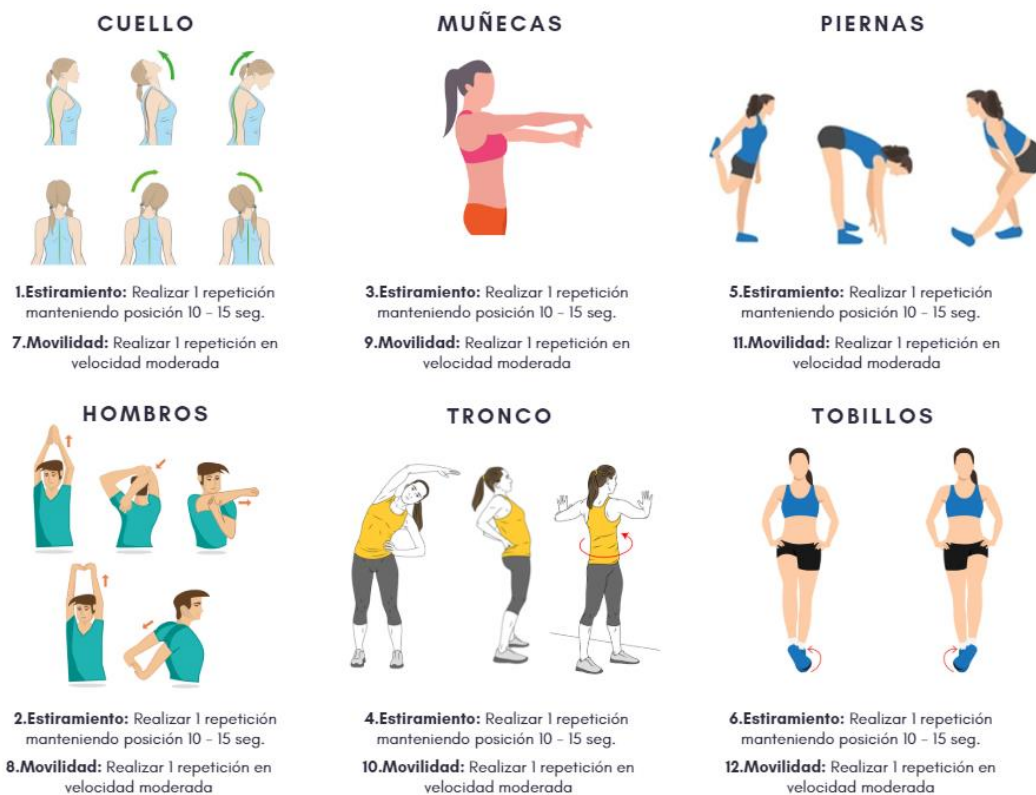 CUELLO
1.Estiramiento: Realizar 1 repetición
manteniendo posición 10 - 15 seg.
7.Movilidad: Realizar 1 repetición en
velocidad moderada
MUÑECAS
3.Estiramiento: Realizar 1 repetición
manteniendo posición 10 - 15 seg.
9.Movilidad: Realizar 1 repetición en
velocidad moderada
PIERNAS
5.Estiramiento: Realizar 1 repetición
manteniendo posición 10 - 15 seg.
11.Movilidad: Realizar 1 repetición en
velocidad moderada
HOMBROS
2.Estiramiento: Realizar 1 repetición
manteniendo posición 10 - 15 seg.
8.Movilidad: Realizar 1 repetición en
velocidad moderada
TRONCO
4.Estiramiento: Realizar 1 repetición
manteniendo posición 10 - 15 seg.
10.Movilidad: Realizar 1 repetición en
velocidad moderada
TOBILLOS
6.Estiramiento: Realizar 1 repetición
manteniendo posición 10 - 15 seg.
12.Movilidad: Realizar 1 repetición en
velocidad moderada